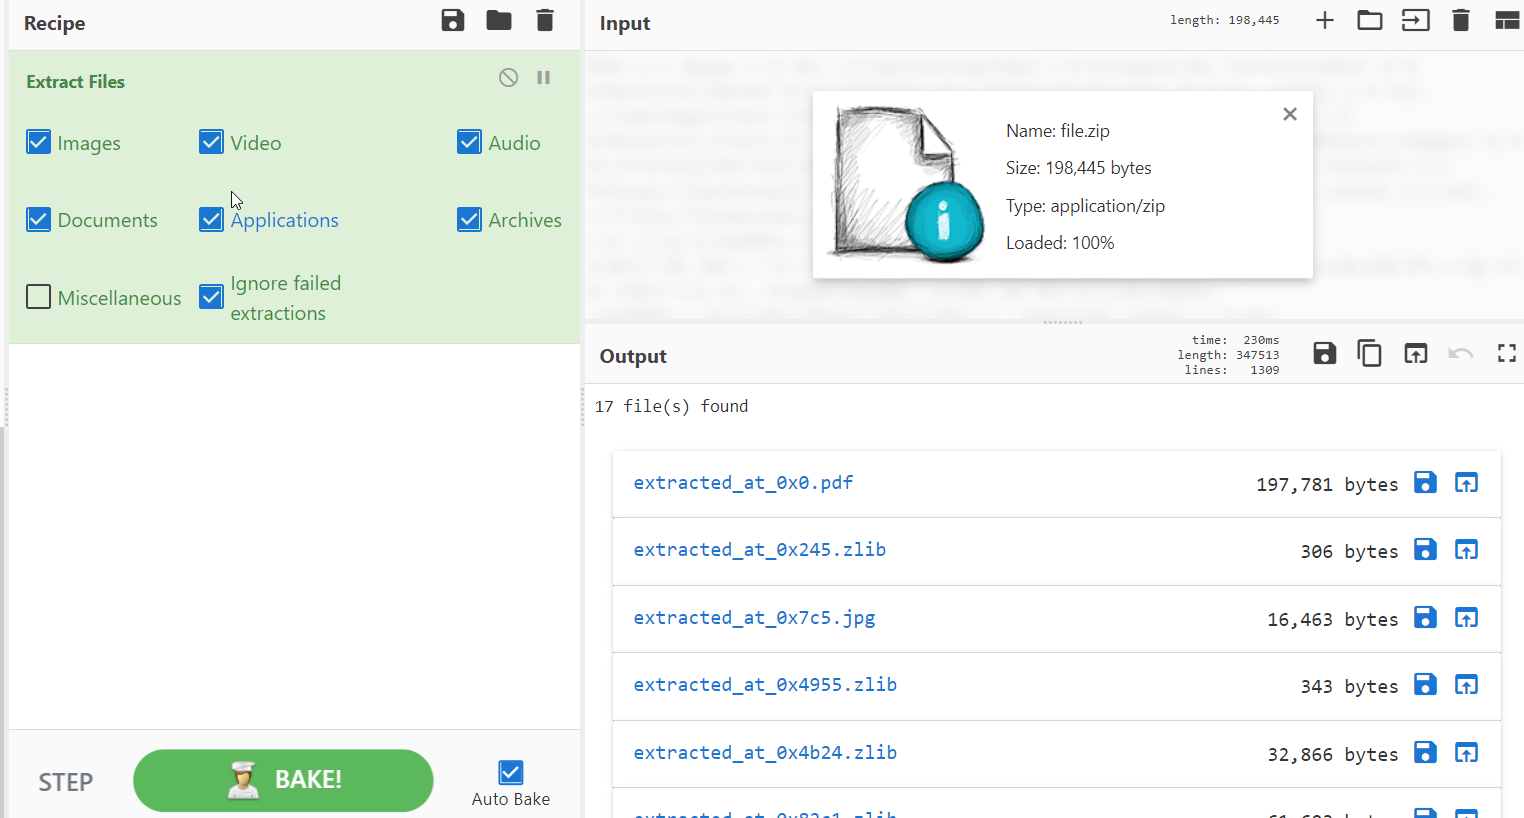 Recipe
Extract Files
Images
Video
Audio
Documents
Applications
Archives
Miscellaneous
Ignore failed
extractions
STEP
BAKE!
Auto Bake
Input
length: 198,445
Name: file.zip
Size: 198,445 bytes
Type: application/zip
Loaded: 100%
Output
time: 230ms
length: 347513
lines: 1309
17 file(s) found
extracted_at_0x0.pdf 197,781 bytes
extracted_at_0x245.zlib 306 bytes
extracted_at_0x7c5.jpg 16,463 bytes
extracted_at_0x4955.zlib 343 bytes
extracted_at_0x4b24.zlib 32,866 bytes